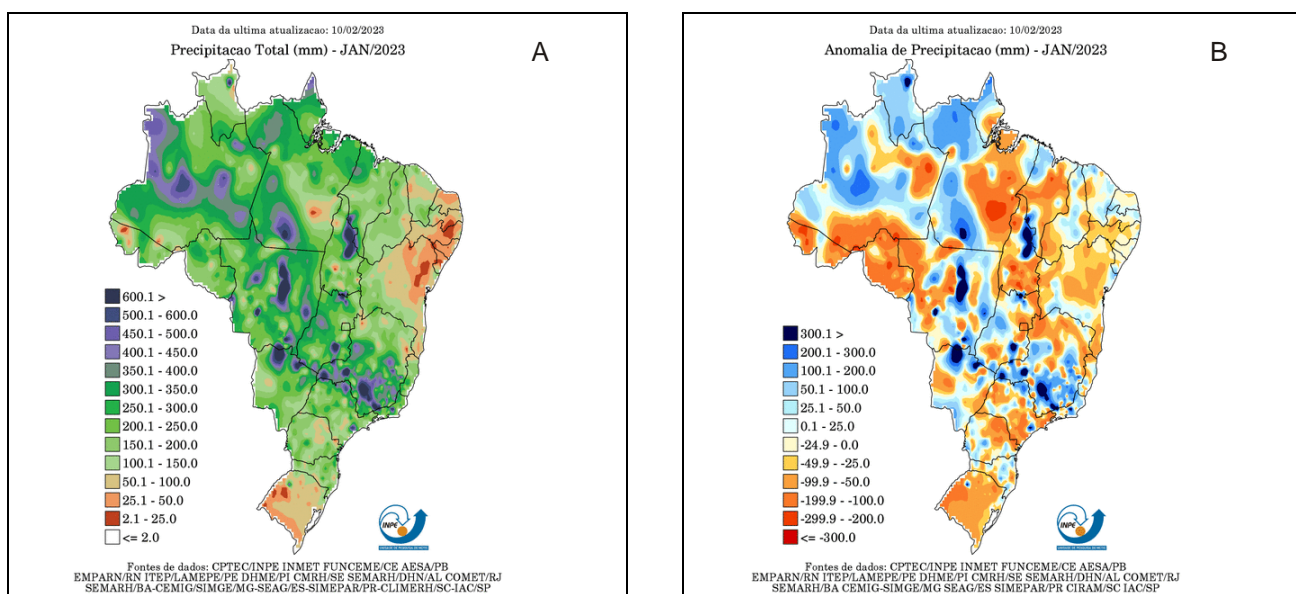 Data da ultima atualizacao: 10/02/2023
Precipitacao Total (mm) - JAN/2023
A
600.1 >
500.1 - 600.0
450.1 - 500.0
400.1 - 450.0
350.1 - 400.0
300.1 - 350.0
250.1 - 300.0
200.1 - 250.0
150.1 - 200.0
100.1 - 150.0
50.1 - 100.0
25.1 - 50.0
2.1 - 25.0
<= 2.0
INPE
Fontes de dados: CPTEC/INPE INMET FUNCEME/CE AESA/PB
EMPARN/RN ITEP/LAMEPE/PE DHME/PI CMRH/SE SEMARH/DHN/AL COMET/RJ
SEMARH/BA-CEMIG/SIMGE/MG-SEAG/ES-SIMEPAR/PR-CLIMERH/SC-IAC/SP
Data da ultima atualizacao: 10/02/2023
Anomalia de Precipitacao (mm) - JAN/2023
B
300.1 >
200.1 - 300.0
100.1 - 200.0
50.1 - 100.0
25.1 - 50.0
0.1 - 25.0
-24.9 - 0.0
-49.9 - -25.0
-99.9 - -50.0
-199.9 - -100.0
-299.9 - -200.0
<= -300.0
INPE
Fontes de dados: CPTEC/INPE INMET FUNCEME/CE AESA/PB
EMPARN/RN ITEP/LAMEPE/PE DHME/PI CMRH/SE SEMARH/DHN/AL COMET/RJ
SEMARH/BA CEMIG-SIMGE/MG SEAG/ES SIMEPAR/PR CIRAM/SC IAC/SP